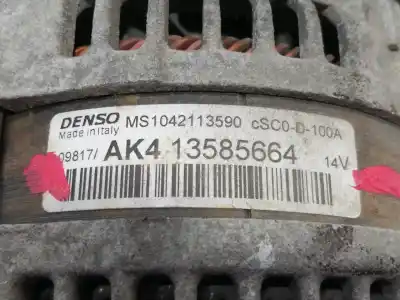 DENSO MS1042113590 cSC0-D-100A
Made in Italy
09817/ AK4 13585664 14V